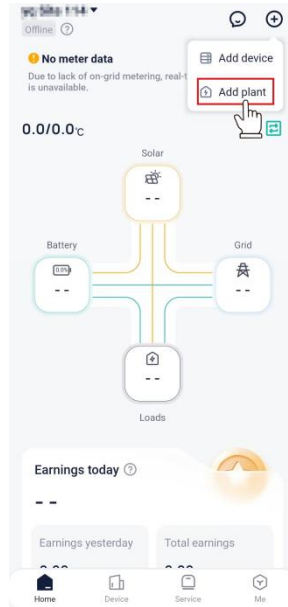 Offline
No meter data
Add device
Due to lack of on-grid metering, real-t
is unavailable.
Add plant
0.0/0.0°C
Solar
--
Battery
Grid
0.0%
--
--
--
Loads
Earnings today
--
Earnings yesterday
Total earnings
Home
Device
Service
Me